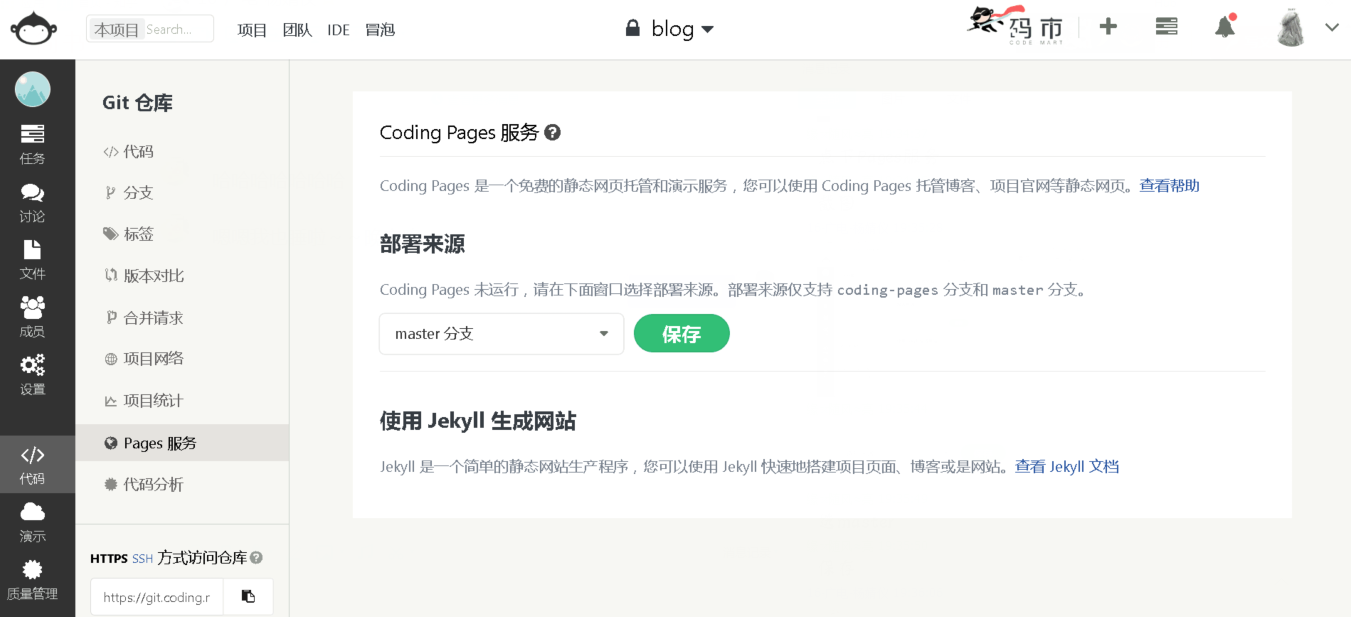 本项目 Search...
项目 团队 IDE 冒泡
blog
码市
CODE MART
任务
讨论
文件
成员
设置
代码
演示
质量管理
Git 仓库
代码
分支
标签
版本对比
合并请求
项目网络
项目统计
Pages 服务
代码分析
HTTPS SSH 方式访问仓库
https://git.coding.r
Coding Pages 服务
Coding Pages 是一个免费的静态网页托管和演示服务，您可以使用 Coding Pages 托管博客、项目官网等静态网页。查看帮助
部署来源
Coding Pages 未运行，请在下面窗口选择部署来源。部署来源仅支持 coding-pages 分支和 master 分支。
master 分支
保存
使用 Jekyll 生成网站
Jekyll 是一个简单的静态网站生产程序，您可以使用 Jekyll 快速地搭建项目页面、博客或是网站。查看 Jekyll 文档